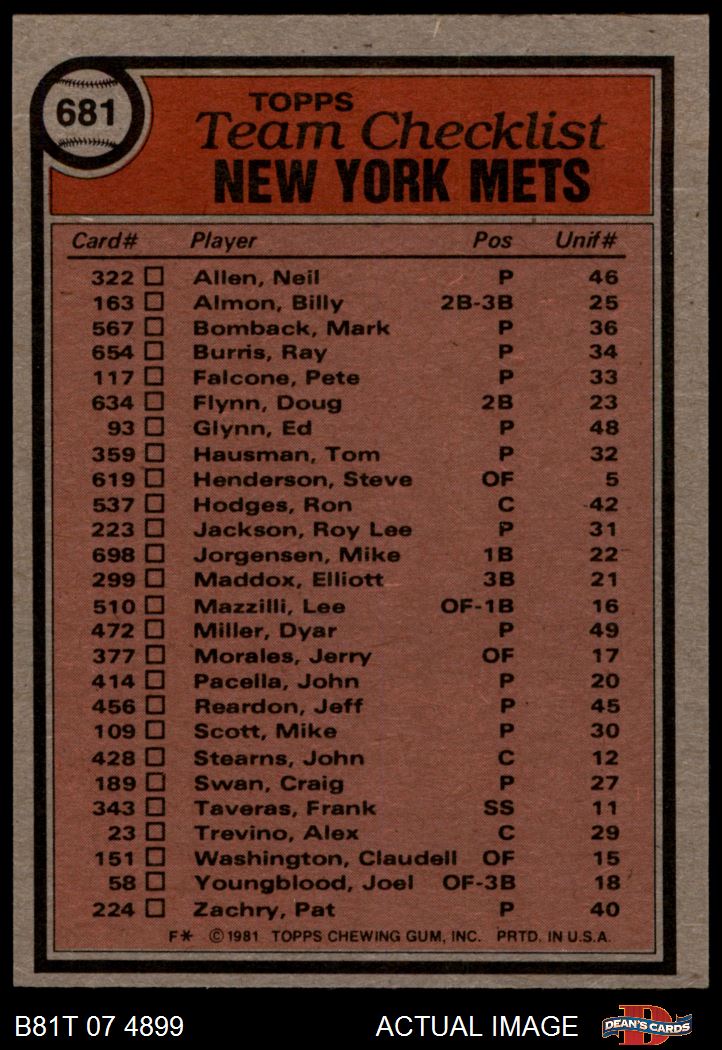 681
TOPPS
Team Checklist
NEW YORK METS
Card# Player Pos Unif#
322 Allen, Neil P 46
163 Almon, Billy 2B-3B 25
567 Bomback, Mark P 36
654 Burris, Ray P 34
117 Falcone, Pete P 33
634 Flynn, Doug 2B 23
93 Glynn, Ed P 48
359 Hausman, Tom P 32
619 Henderson, Steve OF 5
537 Hodges, Ron C 42
223 Jackson, Roy Lee P 31
698 Jorgensen, Mike 1B 22
299 Maddox, Elliott 3B 21
510 Mazzilli, Lee OF-1B 16
472 Miller, Dyar P 49
377 Morales, Jerry OF 17
414 Pacella, John P 20
456 Reardon, Jeff P 45
109 Scott, Mike P 30
428 Stearns, John C 12
189 Swan, Craig P 27
343 Taveras, Frank SS 11
23 Trevino, Alex C 29
151 Washington, Claudell OF 15
58 Youngblood, Joel OF-3B 18
224 Zachry, Pat P 40
F* ©1981 TOPPS CHEWING GUM, INC. PRTD. IN U.S.A.
B81T 07 4899 ACTUAL IMAGE DEAN'S CARDS